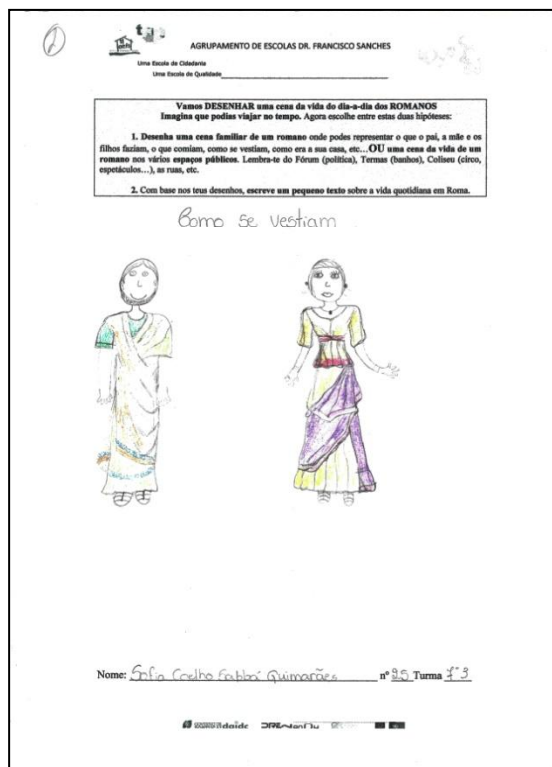 2
AGRUPAMENTO DE ESCOLAS DR. FRANCISCO SANCHES
Uma Escola de Cidadania
Uma Escola de Qualidade
Vamos DESENHAR uma cena da vida do dia-a-dia dos ROMANOS
Imagina que podias viajar no tempo. Agora escolhe entre estas duas hipóteses:
1. Desenha uma cena familiar de um romano onde podes representar o que o pai, a mãe e os
filhos faziam, o que comiam, como se vestiam, como era a sua casa, etc...OU uma cena da vida de um
romano nos vários espaços públicos. Lembra-te do Fórum (política), Termas (banhos), Coliseu (circo,
espetáculos...), as ruas, etc.
2. Com base nos teus desenhos, escreve um pequeno texto sobre a vida quotidiana em Roma.
Como se vestiam
Nome: Sofia Coelho Guimarães nº 25 Turma 7º3